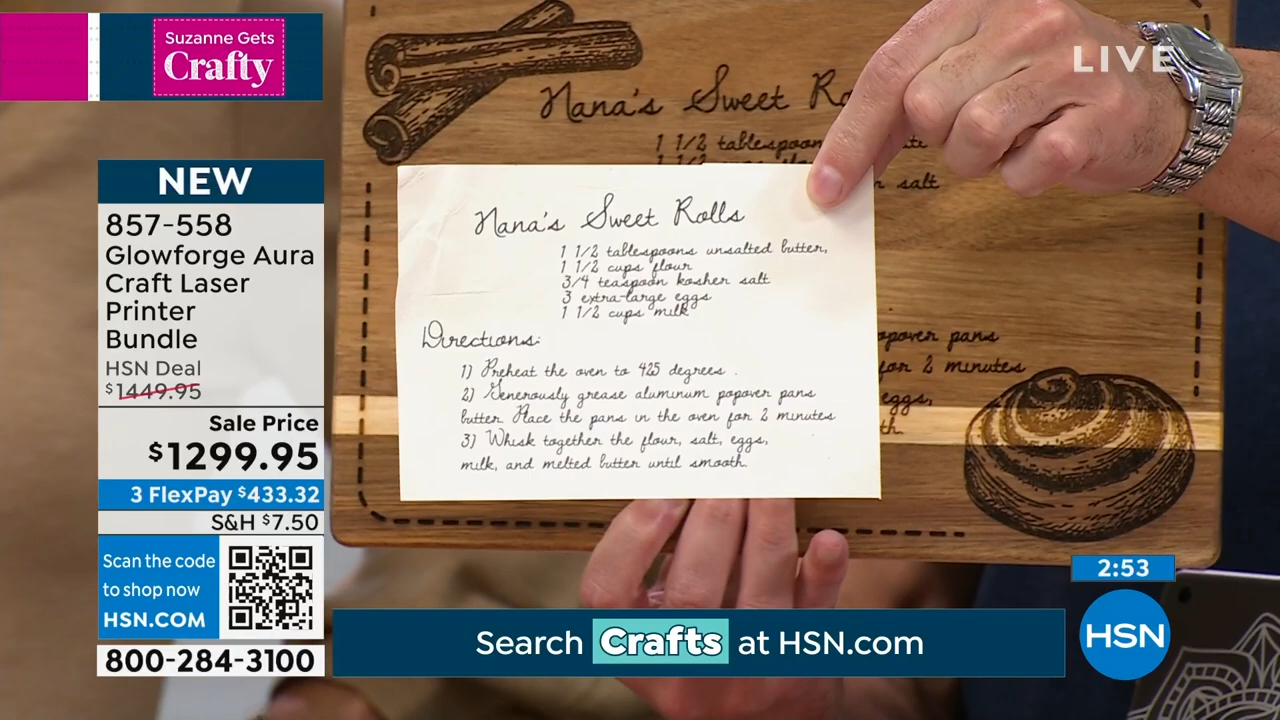 Suzanne Gets
Crafty
LIVE
NEW
857-558
Glowforge Aura
Craft Laser
Printer
Bundle
HSN Deal
$1449.95
Sale Price
$1299.95
3 FlexPay $433.32
S&H $7.50
Scan the code
to shop now
HSN.COM
800-284-3100
Nana's Sweet Ro
1 1/2 tablespoon
salt
Nana's Sweet Rolls
1 1/2 tablespoons unsalted butter,
1 1/2 cups flour
3/4 teaspoon kosher salt
3 extra-large eggs
1 1/2 cups milk
Directions:
1) Preheat the oven to 425 degrees .
2) Generously grease aluminum popover pans
butter. Place the pans in the oven for 2 minutes
3) Whisk together the flour, salt, eggs,
milk, and melted butter until smooth.
opover pans
for 2 minutes
eggs,
th.
2:53
Search Crafts at HSN.com
HSN